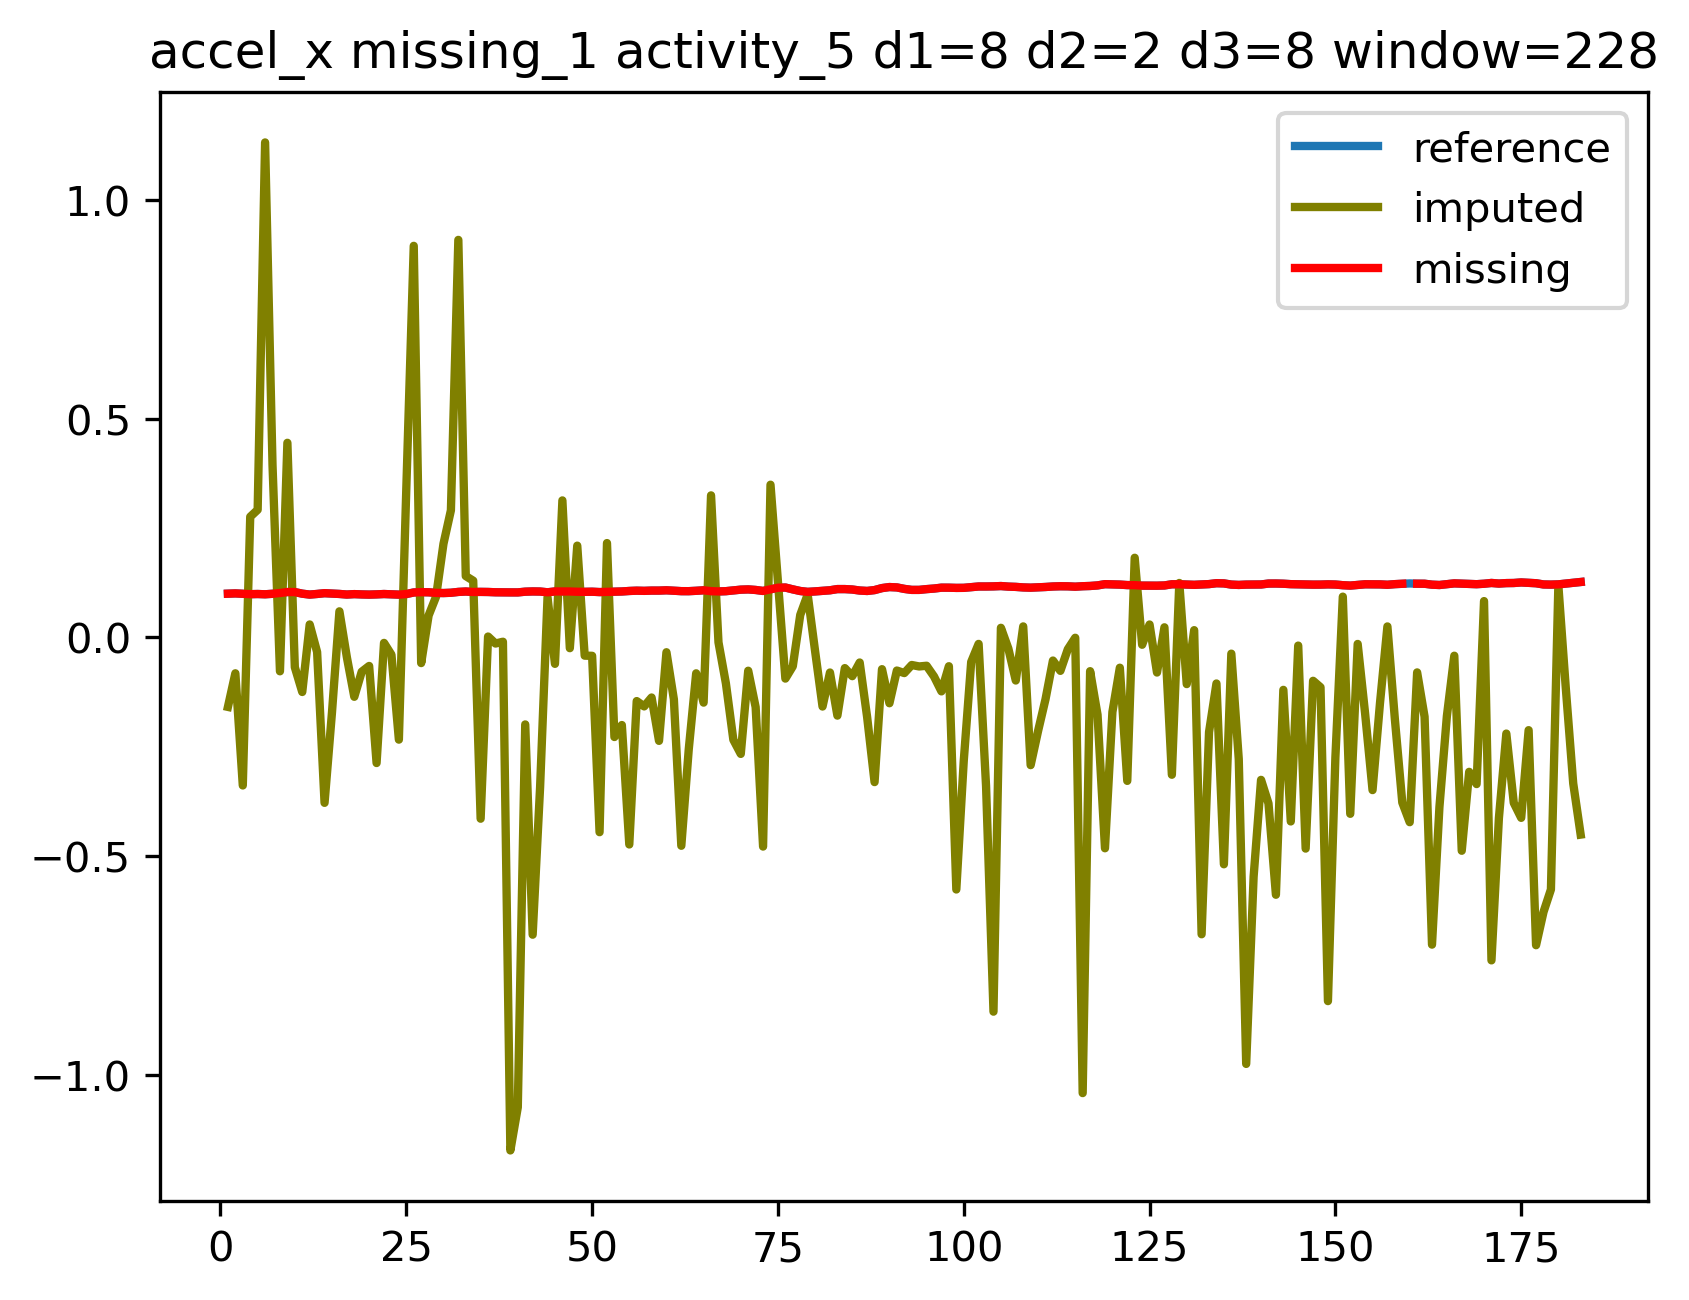 accel_x missing_1 activity_5 d1=8 d2=2 d3=8 window=228
reference
imputed
missing
1.0
0.5
0.0
−0.5
−1.0
0 25 50 75 100 125 150 175